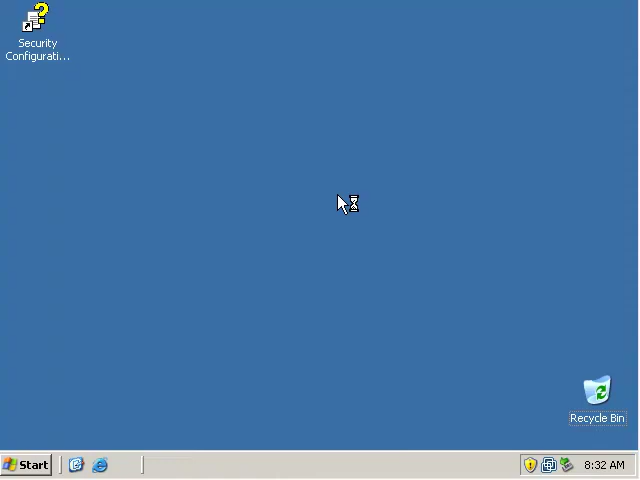 Security
Configurati...
Recycle Bin
Start
8:32 AM